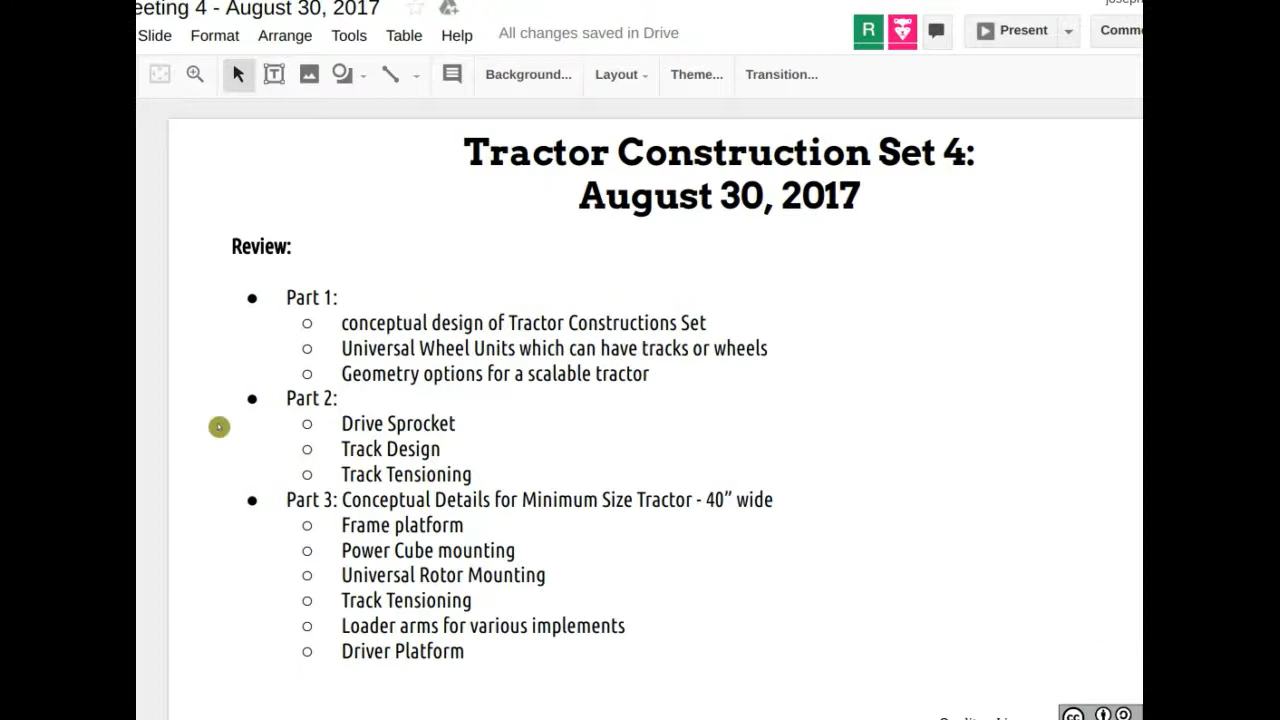 eeting 4 - August 30, 2017
joseph
Slide Format Arrange Tools Table Help All changes saved in Drive
R Present Comme
Background... Layout Theme... Transition...
Tractor Construction Set 4:
August 30, 2017
Review:
● Part 1:
○ conceptual design of Tractor Constructions Set
○ Universal Wheel Units which can have tracks or wheels
○ Geometry options for a scalable tractor
● Part 2:
○ Drive Sprocket
○ Track Design
○ Track Tensioning
● Part 3: Conceptual Details for Minimum Size Tractor - 40” wide
○ Frame platform
○ Power Cube mounting
○ Universal Rotor Mounting
○ Track Tensioning
○ Loader arms for various implements
○ Driver Platform